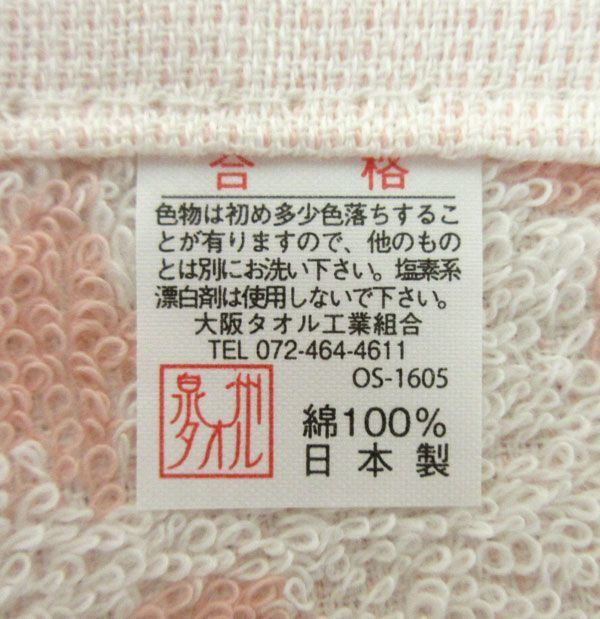 合格
色物は初め多少色落ちするこ
とが有りますので、他のもの
とは別にお洗い下さい。塩素系
漂白剤は使用しないで下さい。
大阪タオル工業組合
TEL 072-464-4611
OS-1605
泉州
タオル
綿100%
日本製